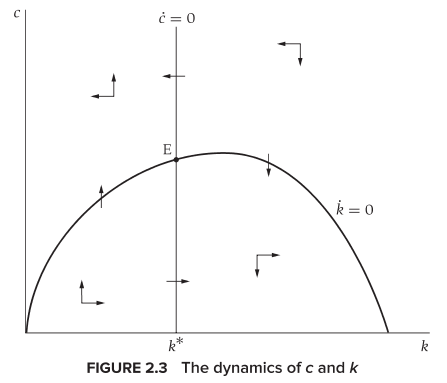 c
ċ = 0
E
k̇ = 0
k*
k
FIGURE 2.3 The dynamics of c and k